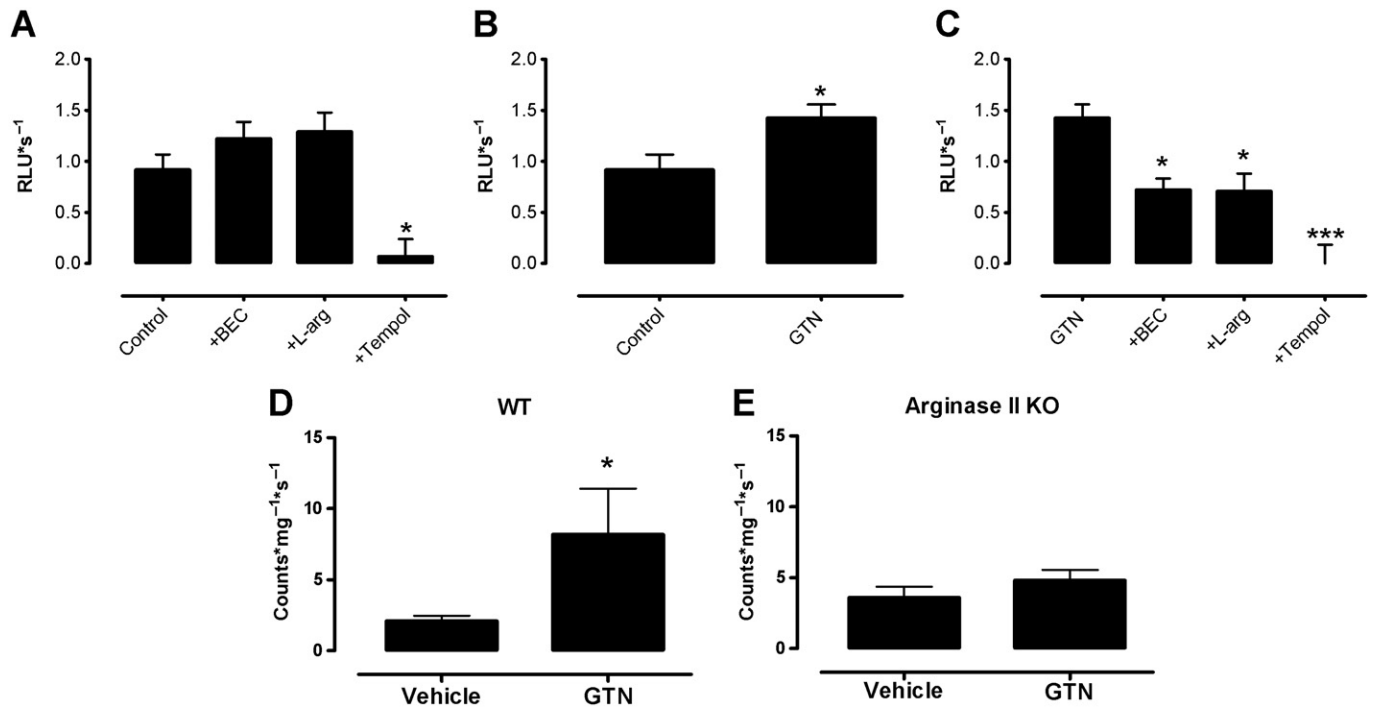 A
RLU*s⁻¹
2.0
1.5
1.0
0.5
0.0
*
Control
+BEC
+L-arg
+Tempol
B
RLU*s⁻¹
2.0
1.5
1.0
0.5
0.0
*
Control
GTN
C
RLU*s⁻¹
2.0
1.5
1.0
0.5
0.0
*
*
***
GTN
+BEC
+L-arg
+Tempol
D
WT
Counts*mg⁻¹*s⁻¹
15
10
5
0
*
Vehicle
GTN
E
Arginase II KO
Counts*mg⁻¹*s⁻¹
15
10
5
0
Vehicle
GTN